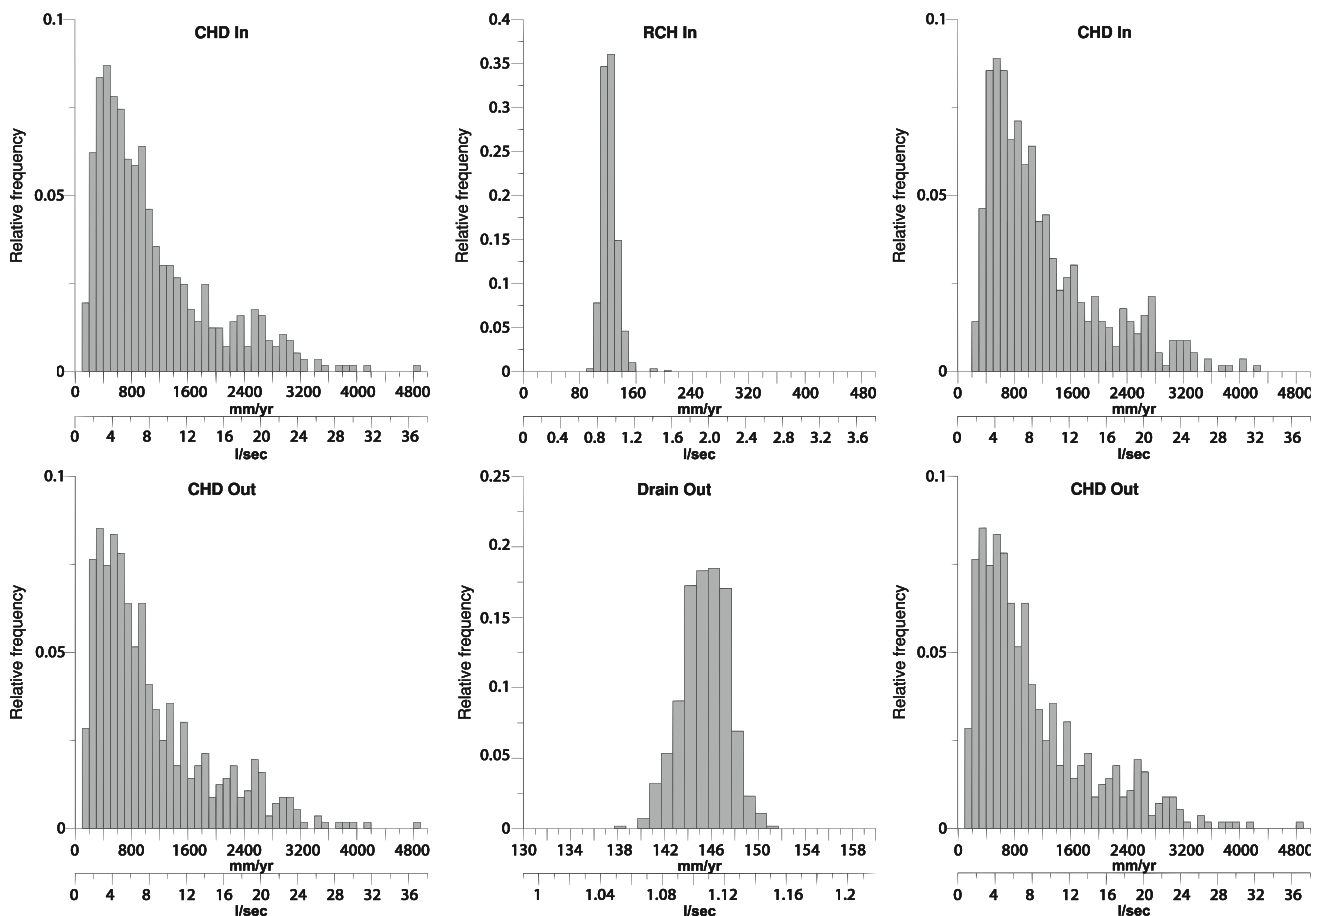 CHD In
Relative frequency
0.1
0.05
0
0 800 1600 2400 3200 4000 4800
mm/yr
0 4 8 12 16 20 24 28 32 36
l/sec
RCH In
Relative frequency
0.4
0.35
0.3
0.25
0.2
0.15
0.1
0.05
0
0 80 160 240 320 400 480
mm/yr
0 0.4 0.8 1.2 1.6 2.0 2.4 2.8 3.2 3.6
l/sec
CHD In
Relative frequency
0.1
0.05
0
0 800 1600 2400 3200 4000 4800
mm/yr
0 4 8 12 16 20 24 28 32 36
l/sec
CHD Out
Relative frequency
0.1
0.05
0
0 800 1600 2400 3200 4000 4800
mm/yr
0 4 8 12 16 20 24 28 32 36
l/sec
Drain Out
Relative frequency
0.25
0.2
0.15
0.1
0.05
0
130 134 138 142 146 150 154 158
mm/yr
1 1.04 1.08 1.12 1.16 1.2
l/sec
CHD Out
Relative frequency
0.1
0.05
0
0 800 1600 2400 3200 4000 4800
mm/yr
0 4 8 12 16 20 24 28 32 36
l/sec